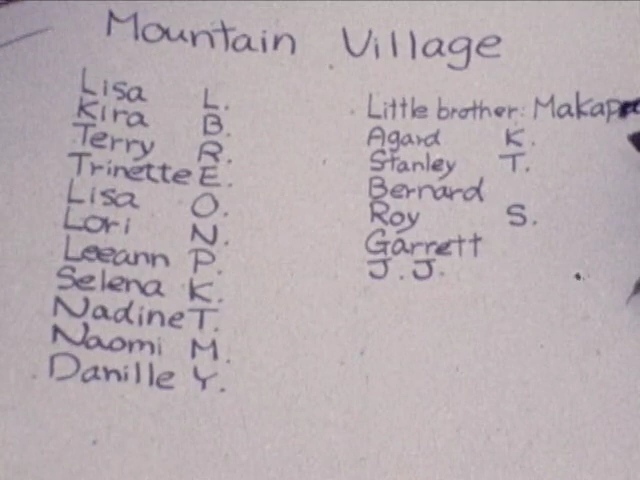 Mountain Village
Lisa L.
Kira B.
Terry R.
Trinette E.
Lisa O.
Lori N.
Leeann P.
Selena K.
Nadine T.
Naomi M.
Danille Y.
Little brother:
Agard K.
Stanley T.
Bernard
Roy S.
Garrett
J.J.